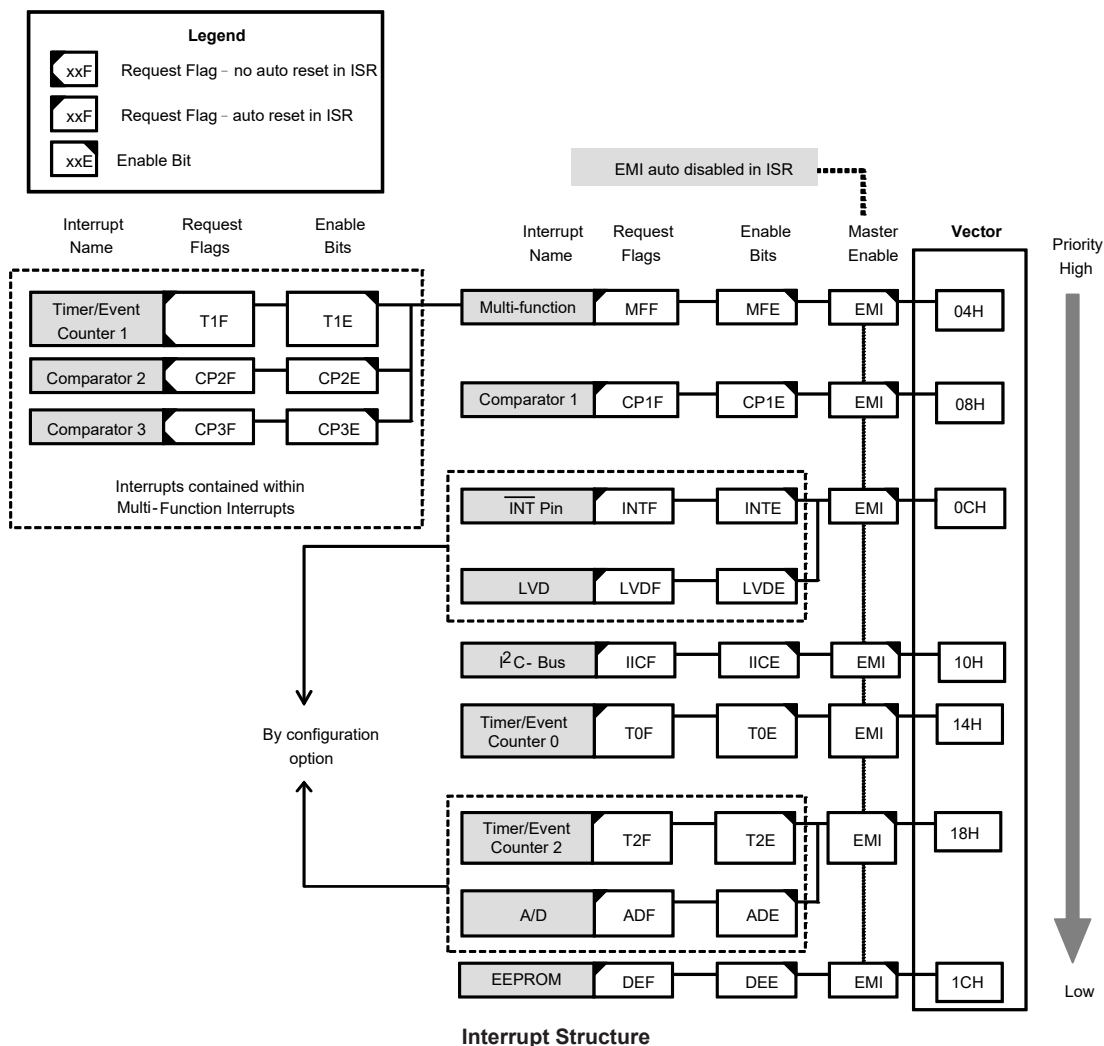 Legend
xxF Request Flag – no auto reset in ISR
xxF Request Flag – auto reset in ISR
xxE Enable Bit
EMI auto disabled in ISR
Interrupt Name
Request Flags
Enable Bits
Interrupt Name
Request Flags
Enable Bits
Master Enable
Vector
Priority
High
Timer/Event Counter 1 T1F T1E
Comparator 2 CP2F CP2E
Comparator 3 CP3F CP3E
Interrupts contained within
Multi-Function Interrupts
Multi-function MFF MFE EMI 04H
Comparator 1 CP1F CP1E EMI 08H
INT Pin INTF INTE EMI 0CH
LVD LVDF LVDE
I2C- Bus IICF IICE EMI 10H
Timer/Event Counter 0 T0F T0E EMI 14H
By configuration
option
Timer/Event Counter 2 T2F T2E EMI 18H
A/D ADF ADE
EEPROM DEF DEE EMI 1CH
Low
Interrupt Structure